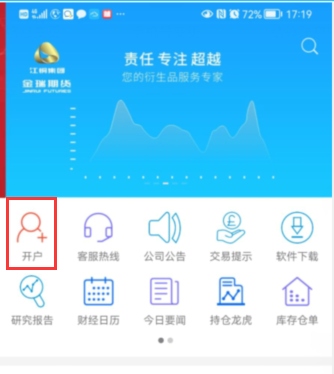 72% 17:19
江铜集团
金瑞期货
JINRUI FUTURES
责任 专注 超越
您的衍生品服务专家
开户 客服热线 公司公告 交易提示 软件下载
研究报告 财经日历 今日要闻 持仓龙虎 库存仓单